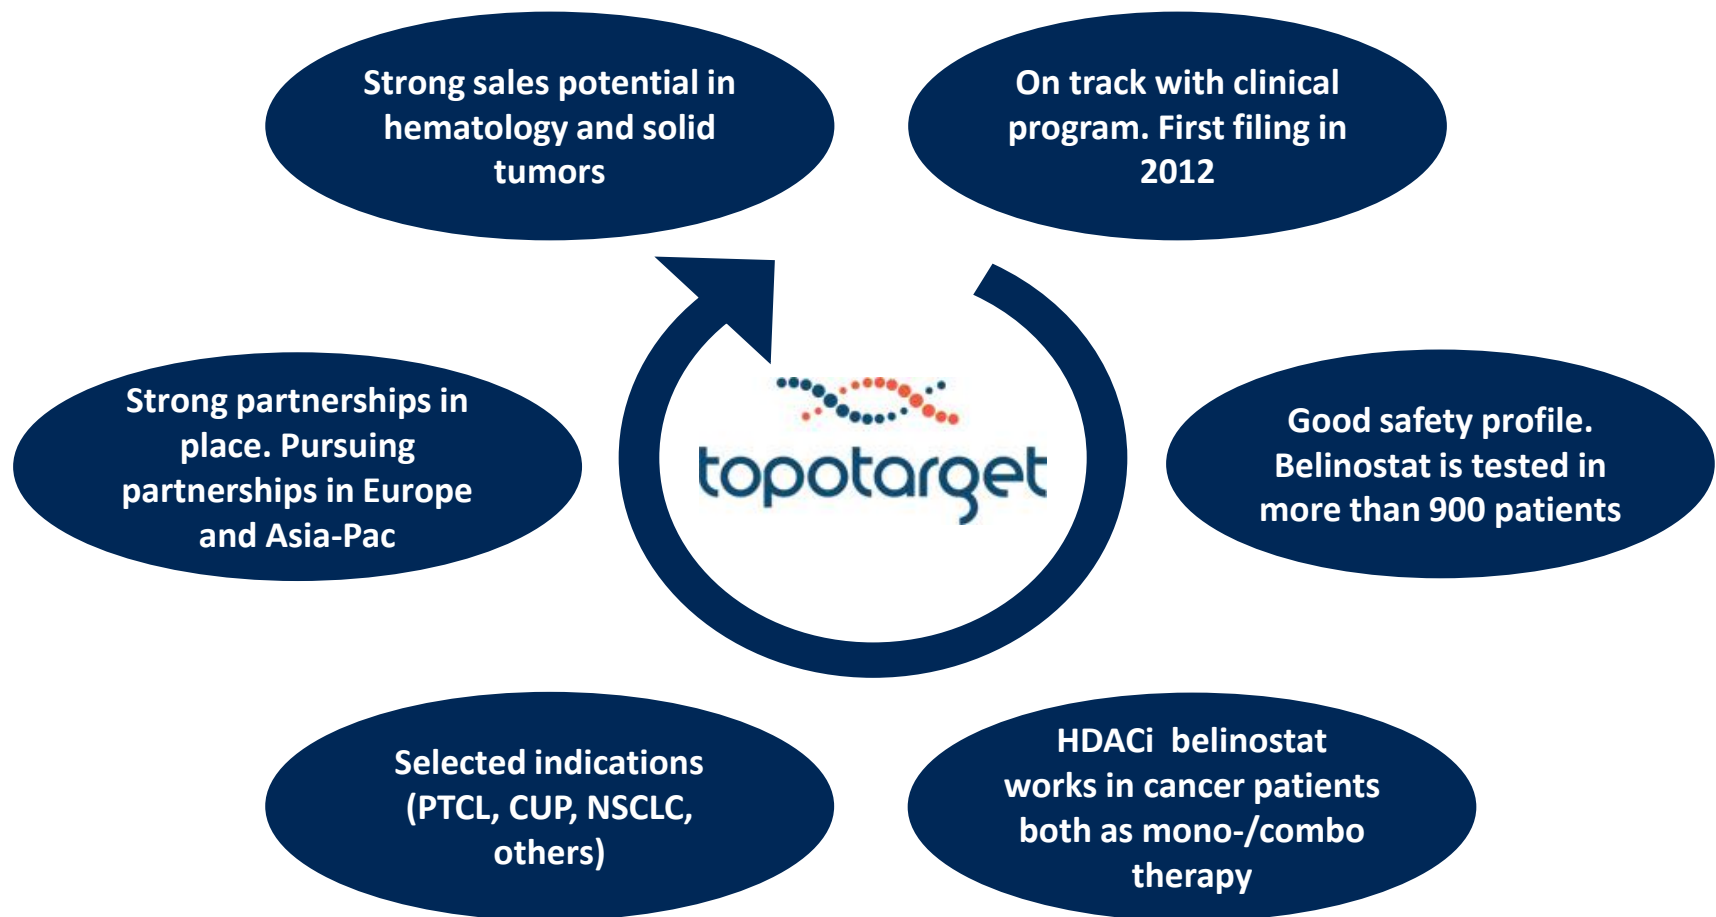 Strong sales potential in
hematology and solid
tumors
On track with clinical
program. First filing in
2012
Strong partnerships in
place. Pursuing
partnerships in Europe
and Asia-Pac
topotarget
Good safety profile.
Belinostat is tested in
more than 900 patients
Selected indications
(PTCL, CUP, NSCLC,
others)
HDACi  belinostat
works in cancer patients
both as mono-/combo
therapy